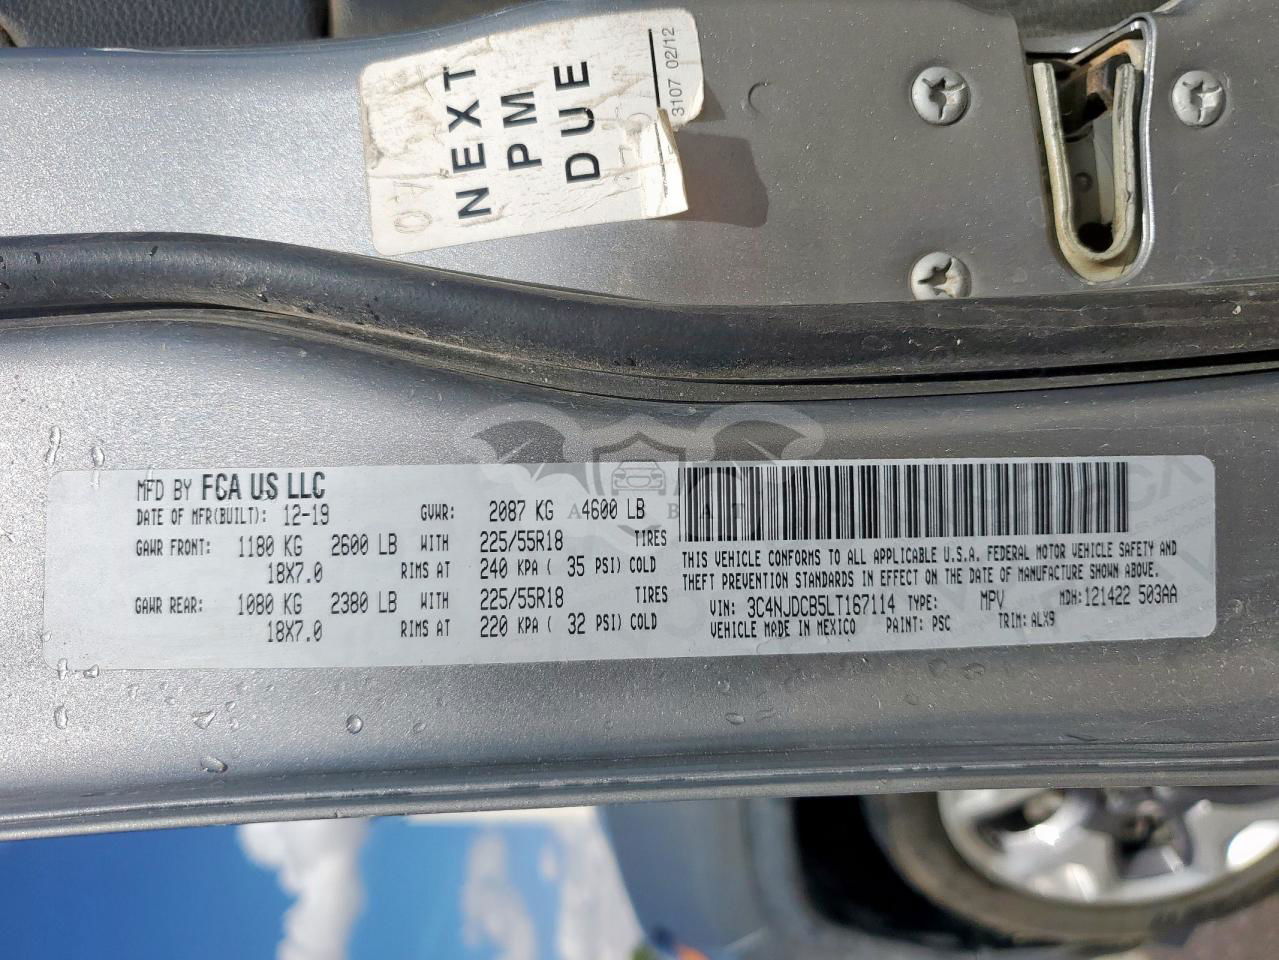 NEXT
PM
DUE
3107 02/12
MFD BY FCA US LLC
DATE OF MFR(BUILT): 12-19 GVWR: 2087 KG 4600 LB
GAWR FRONT: 1180 KG 2600 LB WITH 225/55R18 TIRES
18X7.0 RIMS AT 240 KPA ( 35 PSI) COLD
GAWR REAR: 1080 KG 2380 LB WITH 225/55R18 TIRES
18X7.0 RIMS AT 220 KPA ( 32 PSI) COLD
THIS VEHICLE CONFORMS TO ALL APPLICABLE U.S.A. FEDERAL MOTOR VEHICLE SAFETY AND
THEFT PREVENTION STANDARDS IN EFFECT ON THE DATE OF MANUFACTURE SHOWN ABOVE.
VIN: 3C4NJDCB5LT167114 TYPE: MPV MDH: 121422 503AA
VEHICLE MADE IN MEXICO PAINT: PSC TRIM: ALX9